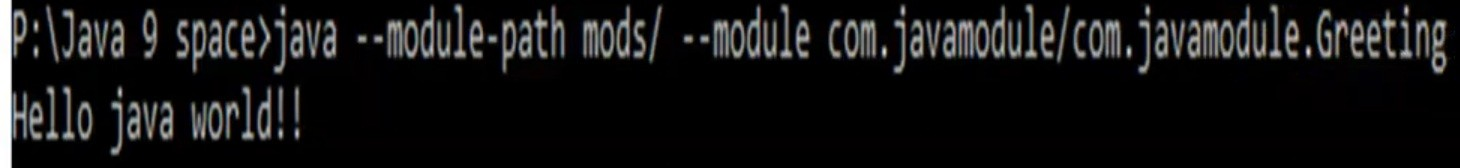 P:\Java 9 space>java --module-path mods/ --module com.javamodule/com.javamodule.Greeting
Hello java world!!